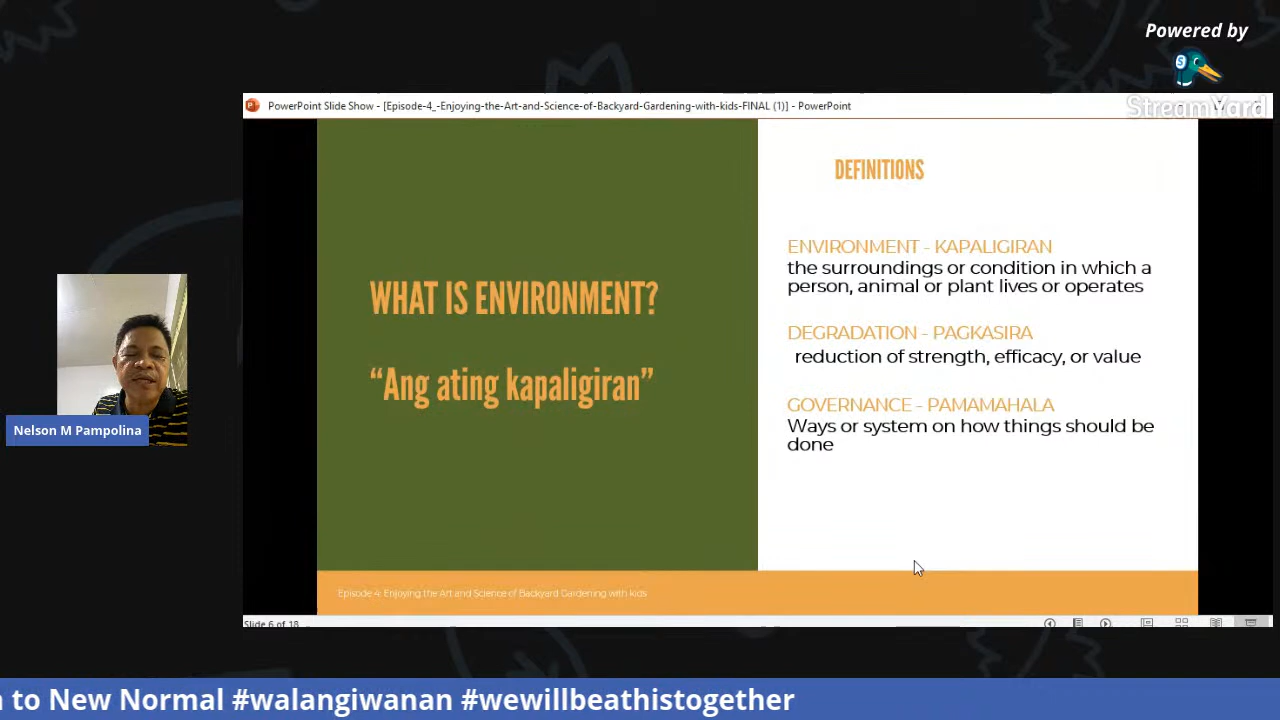 Powered by
StreamYard
PowerPoint Slide Show - [Episode-4_-Enjoying-the-Art-and-Science-of-Backyard-Gardening-with-kids-FINAL (1)] - PowerPoint
WHAT IS ENVIRONMENT?
“Ang ating kapaligiran”
DEFINITIONS
ENVIRONMENT - KAPALIGIRAN
the surroundings or condition in which a
person, animal or plant lives or operates
DEGRADATION - PAGKASIRA
reduction of strength, efficacy, or value
GOVERNANCE - PAMAMAHALA
Ways or system on how things should be
done
Nelson M Pampolina
Episode 4: Enjoying the Art and Science of Backyard Gardening with kids
Slide 6 of 18
to New Normal #walangiwanan #wewillbeathistogether